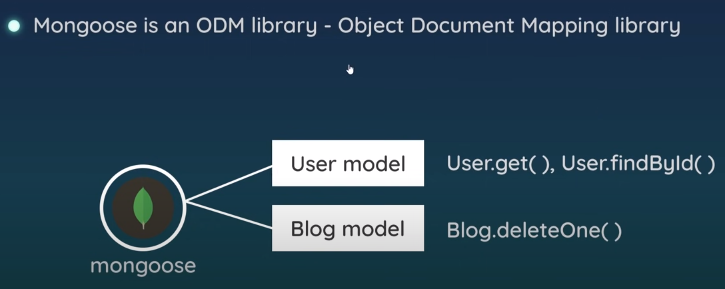 Mongoose is an ODM library - Object Document Mapping library
User model
User.get( ), User.findById( )
Blog model
Blog.deleteOne( )
mongoose